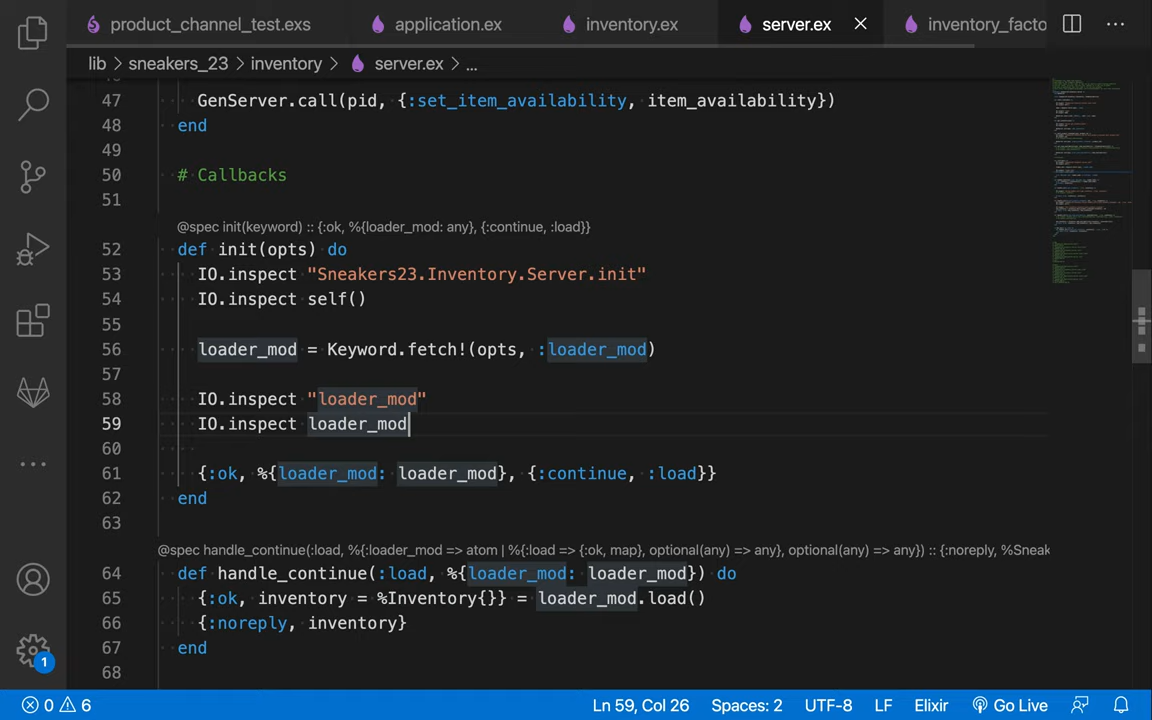 product_channel_test.exs application.ex inventory.ex server.ex inventory_facto
lib > sneakers_23 > inventory > server.ex > ...
47 GenServer.call(pid, {:set_item_availability, item_availability})
48 end
49
50 # Callbacks
51
@spec init(keyword) :: {:ok, %{loader_mod: any}, {:continue, :load}}
52 def init(opts) do
53 IO.inspect "Sneakers23.Inventory.Server.init"
54 IO.inspect self()
55
56 loader_mod = Keyword.fetch!(opts, :loader_mod)
57
58 IO.inspect "loader_mod"
59 IO.inspect loader_mod
60
61 {:ok, %{loader_mod: loader_mod}, {:continue, :load}}
62 end
63
@spec handle_continue(:load, %{:loader_mod => atom | %{:load => {:ok, map}, optional(any) => any}, optional(any) => any}) :: {:noreply, %Sneak
64 def handle_continue(:load, %{loader_mod: loader_mod}) do
65 {:ok, inventory = %Inventory{}} = loader_mod.load()
66 {:noreply, inventory}
67 end
68
1
0 6 Ln 59, Col 26 Spaces: 2 UTF-8 LF Elixir Go Live